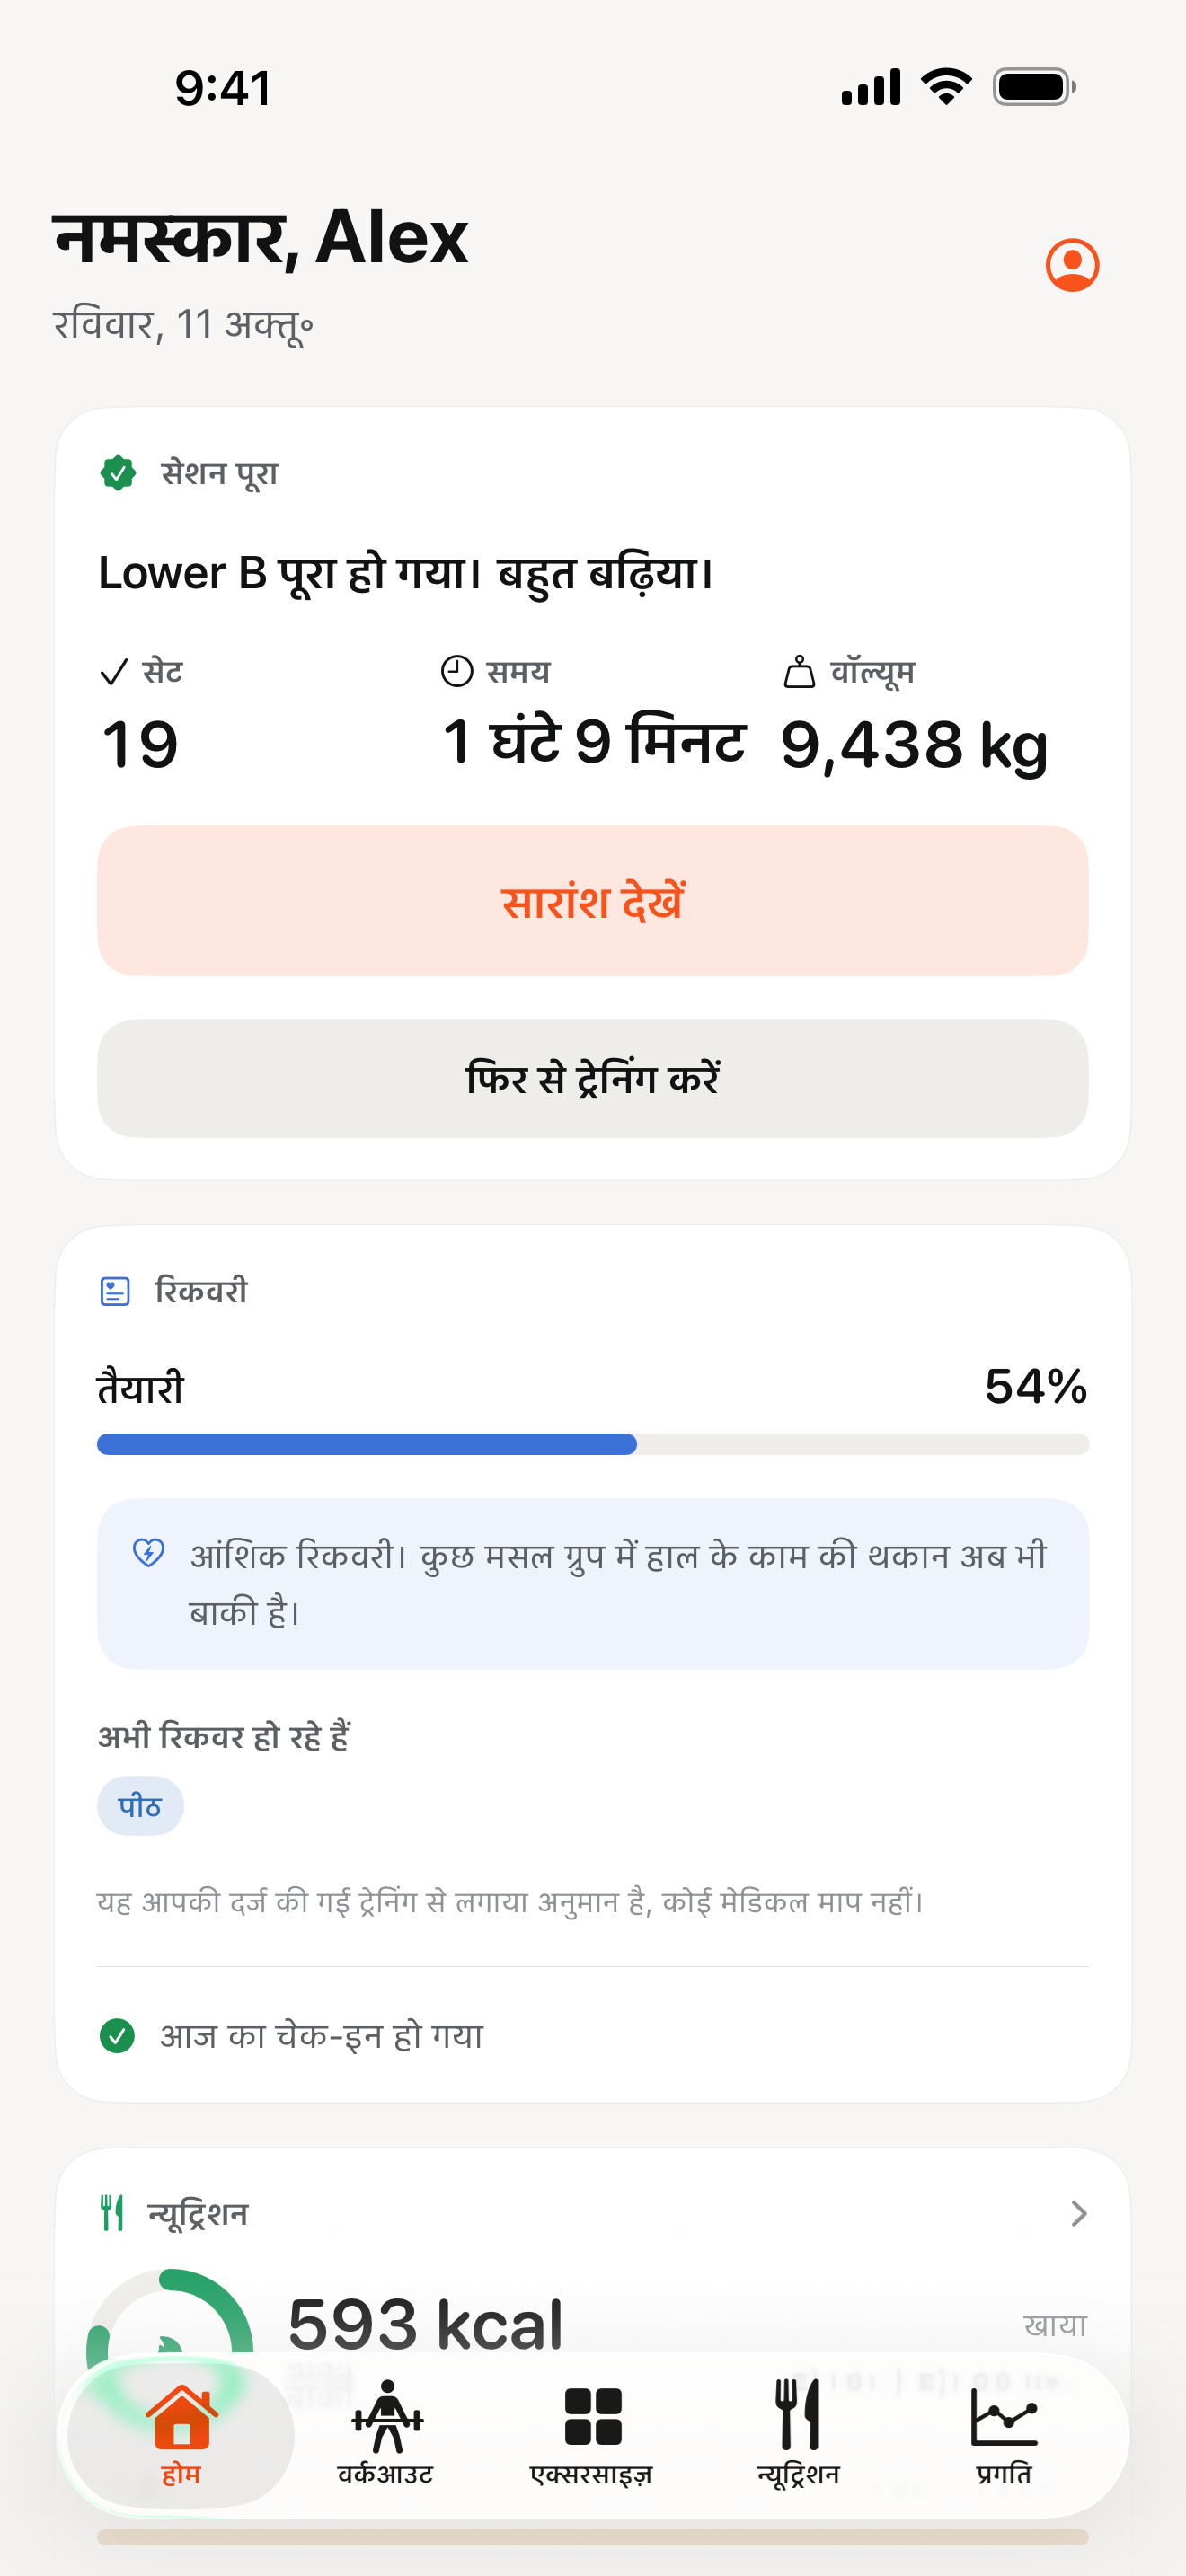 9:41
नमस्कार, Alex
रविवार, 11 अक्तू॰
सेशन पूरा
Lower B पूरा हो गया। बहुत बढ़िया।
सेट
समय
वॉल्यूम
19
1 घंटे 9 मिनट
9,438 kg
सारांश देखें
फिर से ट्रेनिंग करें
रिकवरी
तैयारी
54%
आंशिक रिकवरी। कुछ मसल ग्रुप में हाल के काम की थकान अब भी
बाकी है।
अभी रिकवर हो रहे हैं
पीठ
यह आपकी दर्ज की गई ट्रेनिंग से लगाया अनुमान है, कोई मेडिकल माप नहीं।
आज का चेक-इन हो गया
न्यूट्रिशन
593 kcal
खाया
बाकी
होम
वर्कआउट
एक्सरसाइज़
न्यूट्रिशन
प्रगति